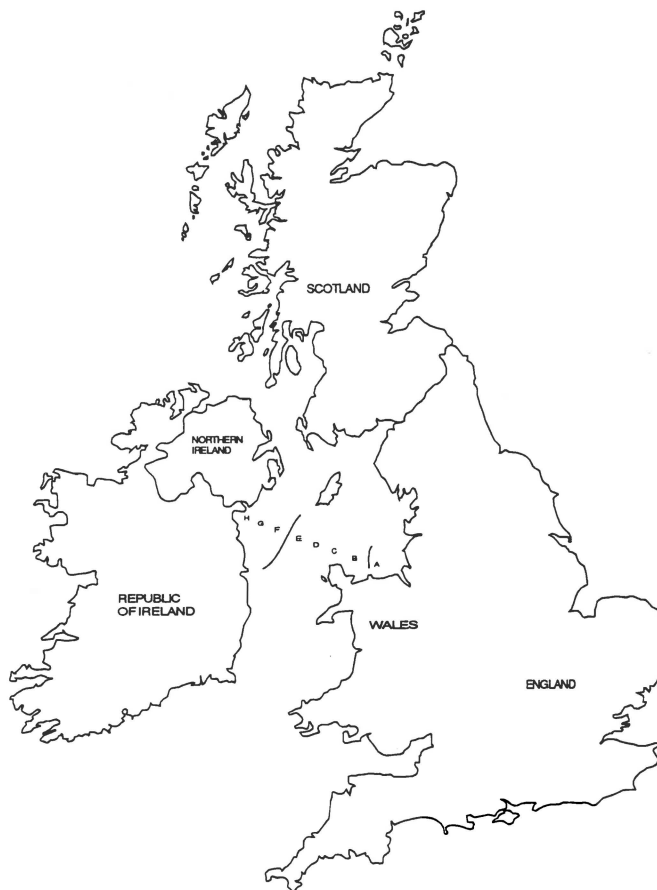 SCOTLAND
NORTHERN
IRELAND
H G F E D C B A
REPUBLIC
OF IRELAND
WALES
ENGLAND